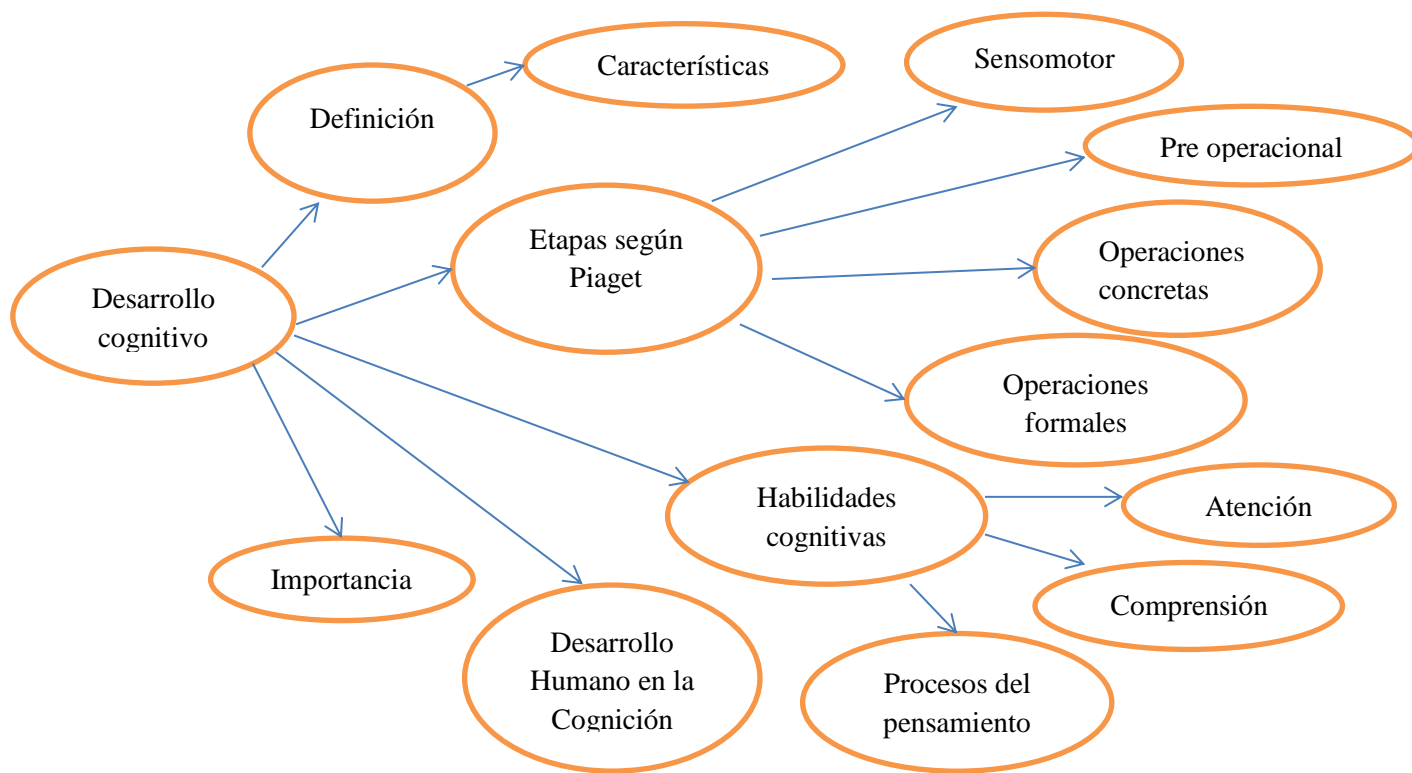 Características
Sensomotor
Definición
Pre operacional
Etapas según
Piaget
Operaciones
concretas
Desarrollo
cognitivo
Operaciones
formales
Habilidades
cognitivas
Atención
Importancia
Comprensión
Desarrollo
Humano en la
Cognición
Procesos del
pensamiento